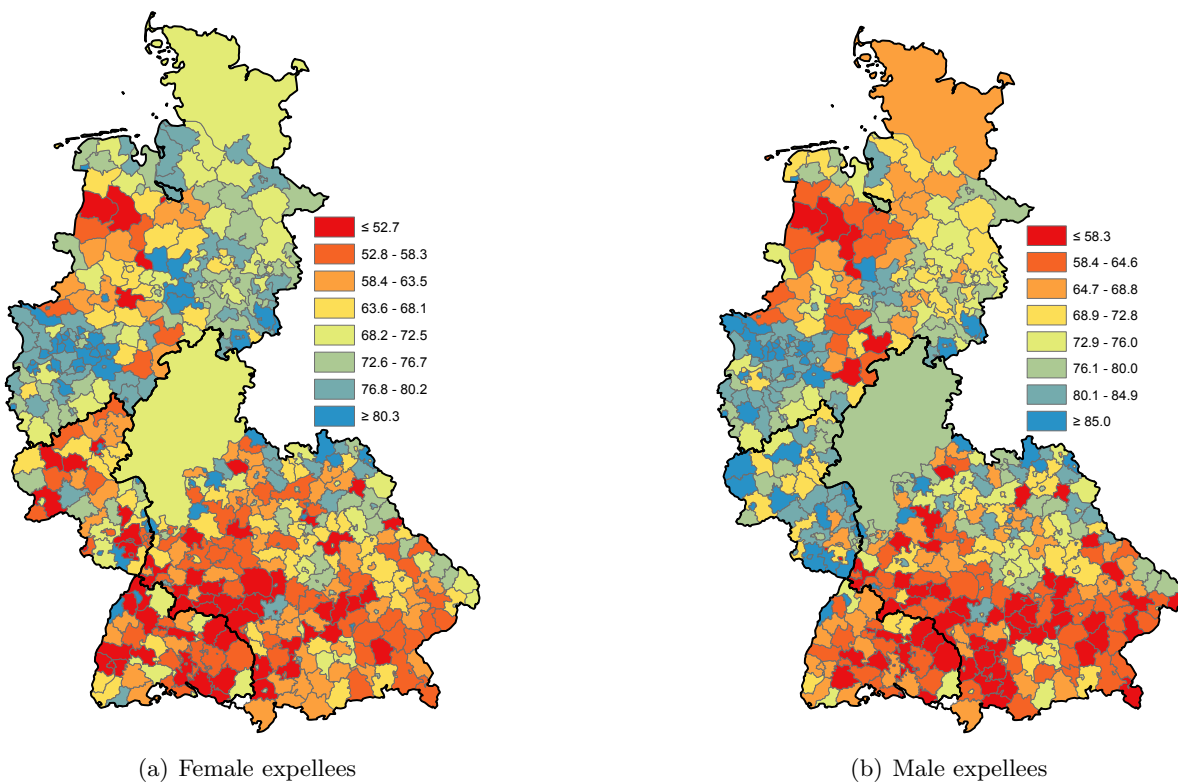 ≤ 52.7
52.8 - 58.3
58.4 - 63.5
63.6 - 68.1
68.2 - 72.5
72.6 - 76.7
76.8 - 80.2
≥ 80.3
(a) Female expellees
≤ 58.3
58.4 - 64.6
64.7 - 68.8
68.9 - 72.8
72.9 - 76.0
76.1 - 80.0
80.1 - 84.9
≥ 85.0
(b) Male expellees